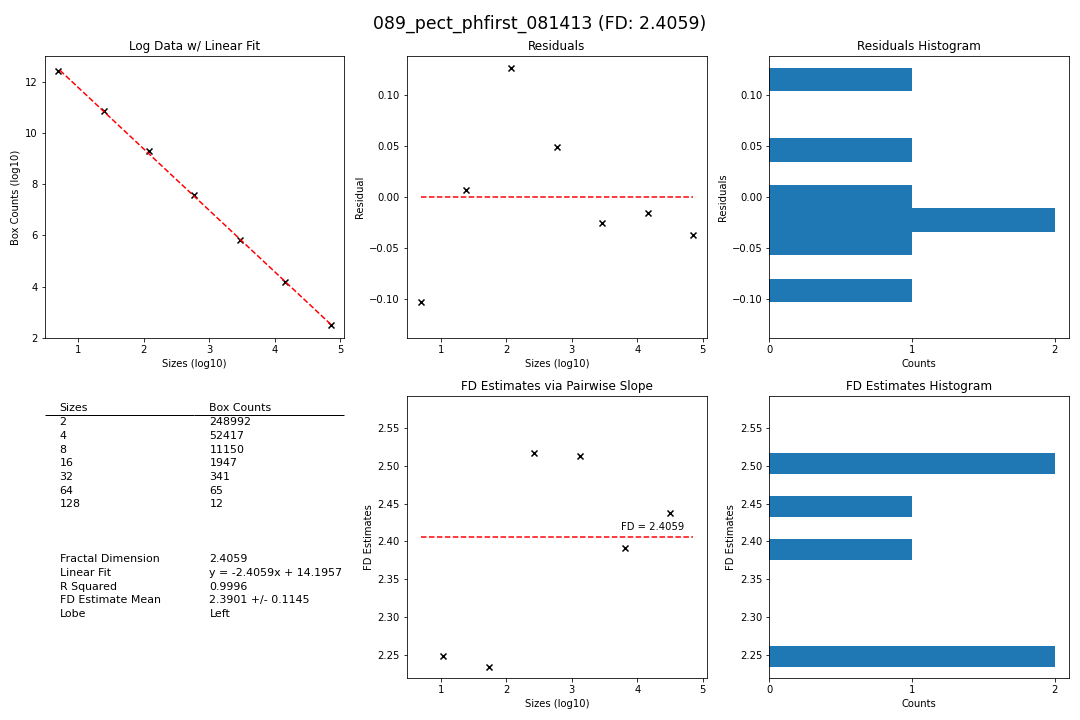 089_pect_phfirst_081413 (FD: 2.4059)
Log Data w/ Linear Fit
Box Counts (log10)
12
10
8
6
4
2
1 2 3 4 5
Sizes (log10)
Residuals
Residual
0.10
0.05
0.00
−0.05
−0.10
1 2 3 4 5
Sizes (log10)
Residuals Histogram
Residuals
0.10
0.05
0.00
−0.05
−0.10
0 1 2
Counts
Sizes Box Counts
2 248992
4 52417
8 11150
16 1947
32 341
64 65
128 12
Fractal Dimension 2.4059
Linear Fit y = -2.4059x + 14.1957
R Squared 0.9996
FD Estimate Mean 2.3901 +/- 0.1145
Lobe Left
FD Estimates via Pairwise Slope
FD Estimates
2.55
2.50
2.45
2.40
2.35
2.30
2.25
FD = 2.4059
1 2 3 4 5
Sizes (log10)
FD Estimates Histogram
FD Estimates
2.55
2.50
2.45
2.40
2.35
2.30
2.25
0 1 2
Counts